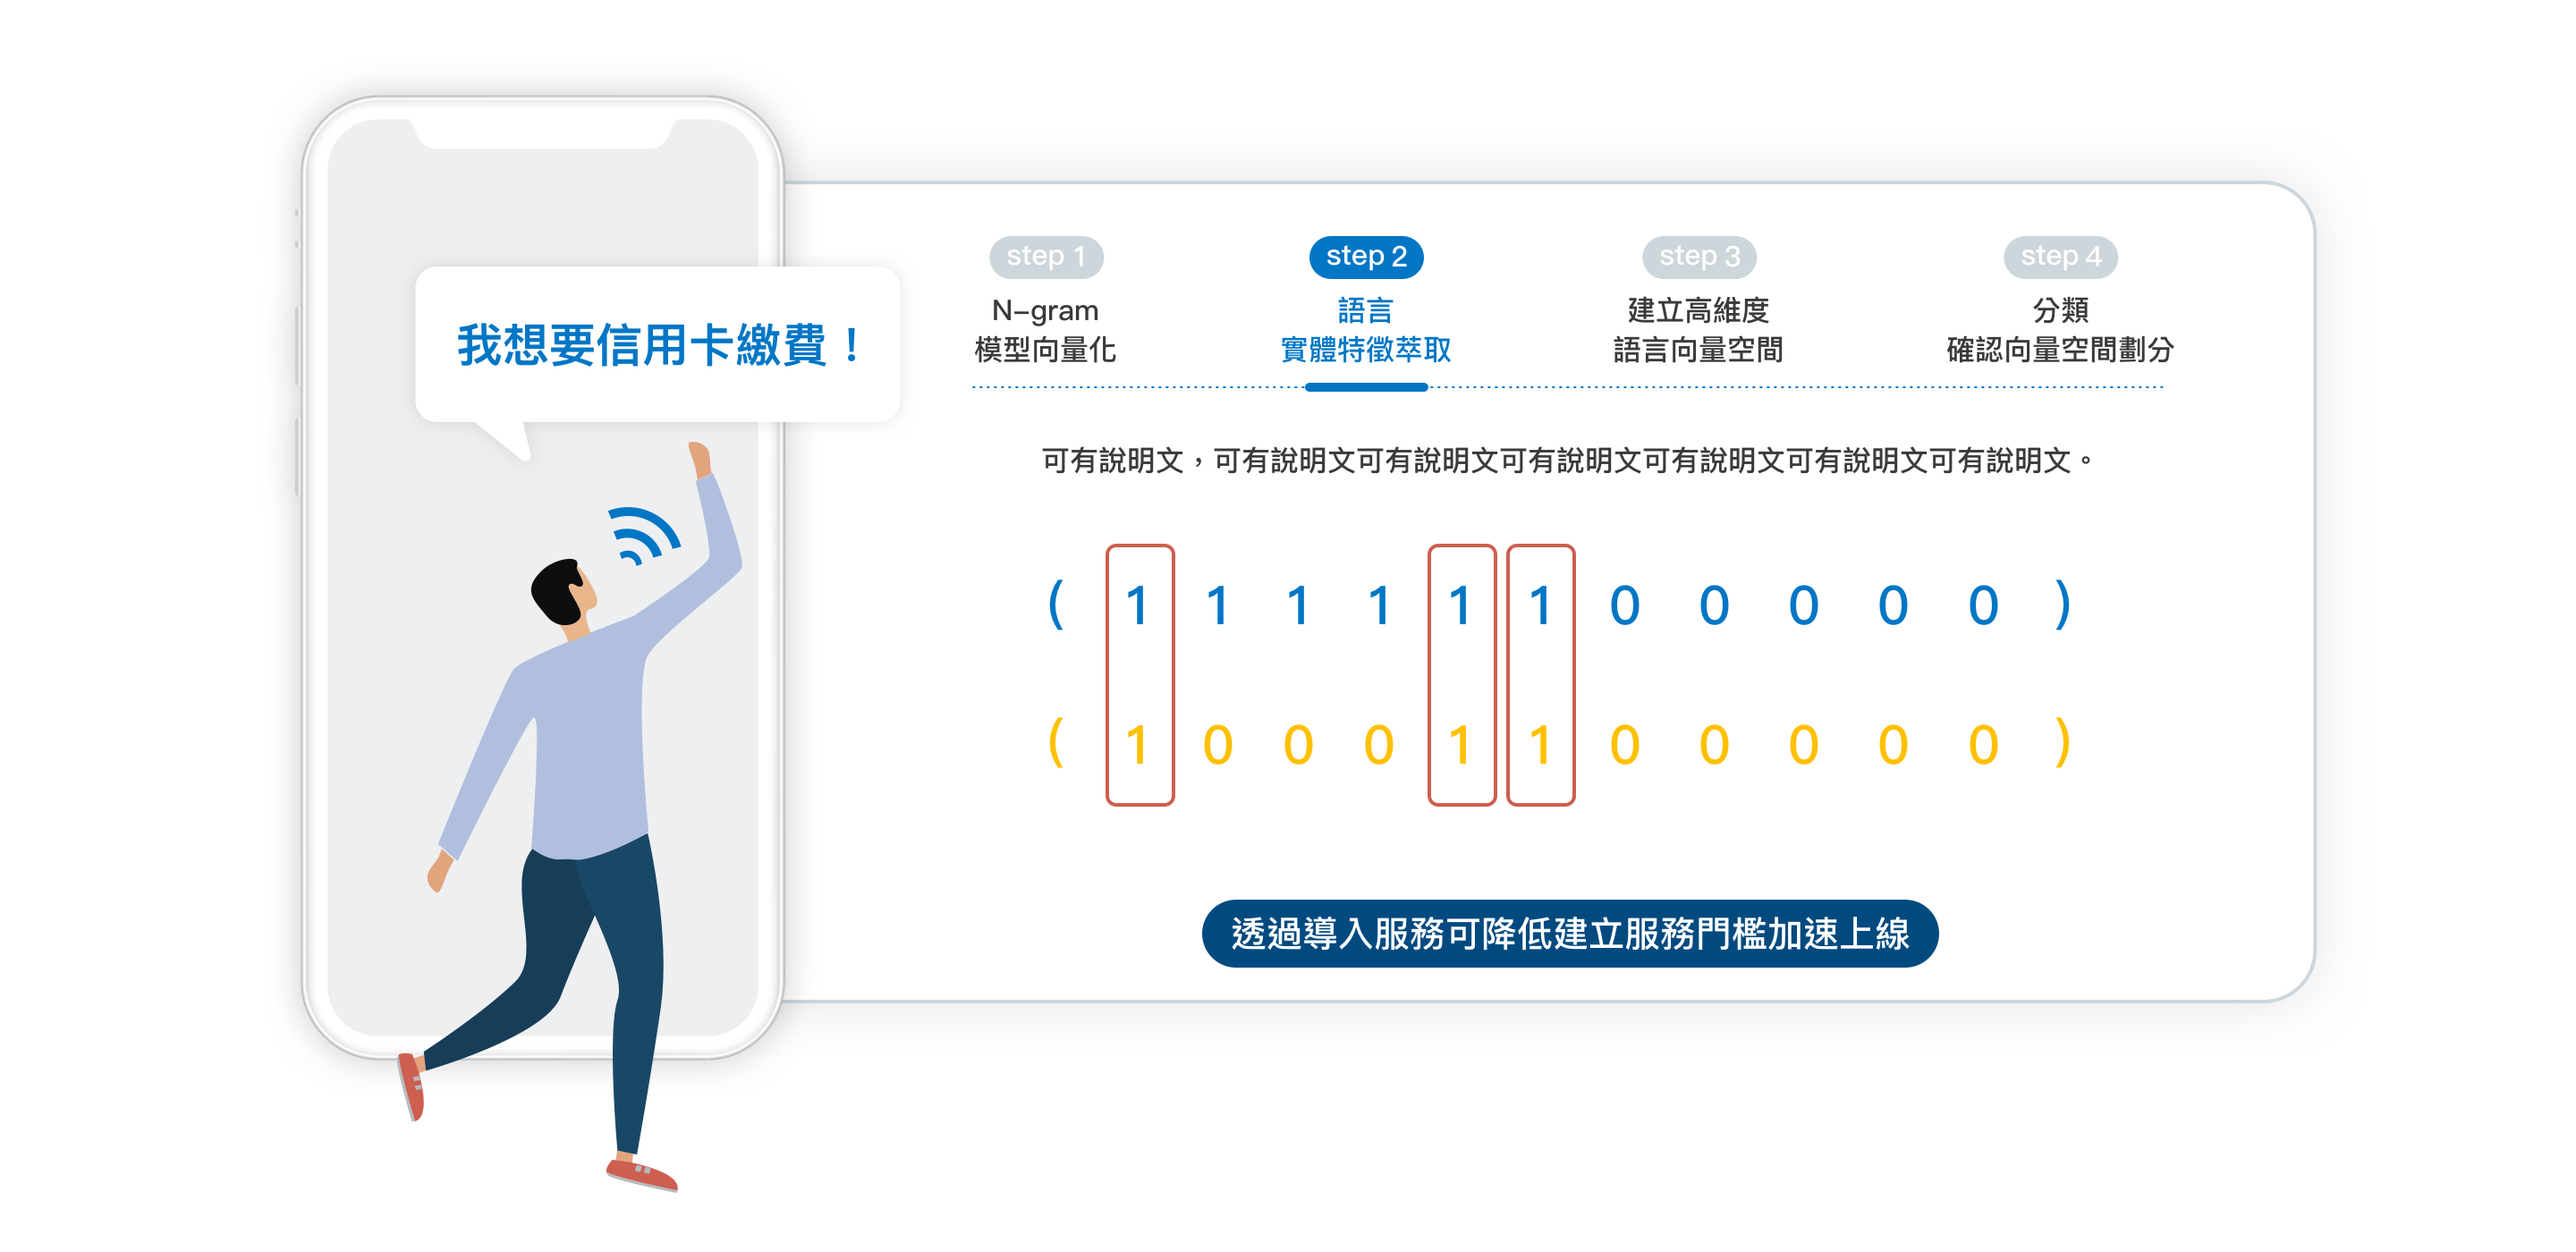 我想要信用卡繳費！
step 1
N-gram
模型向量化
step 2
語言
實體特徵萃取
step 3
建立高維度
語言向量空間
step 4
分類
確認向量空間劃分
可有說明文，可有說明文可有說明文可有說明文可有說明文可有說明文可有說明文。
( 1 1 1 1 1 1 0 0 0 0 0 )
( 1 0 0 0 1 1 0 0 0 0 0 )
透過導入服務可降低建立服務門檻加速上線